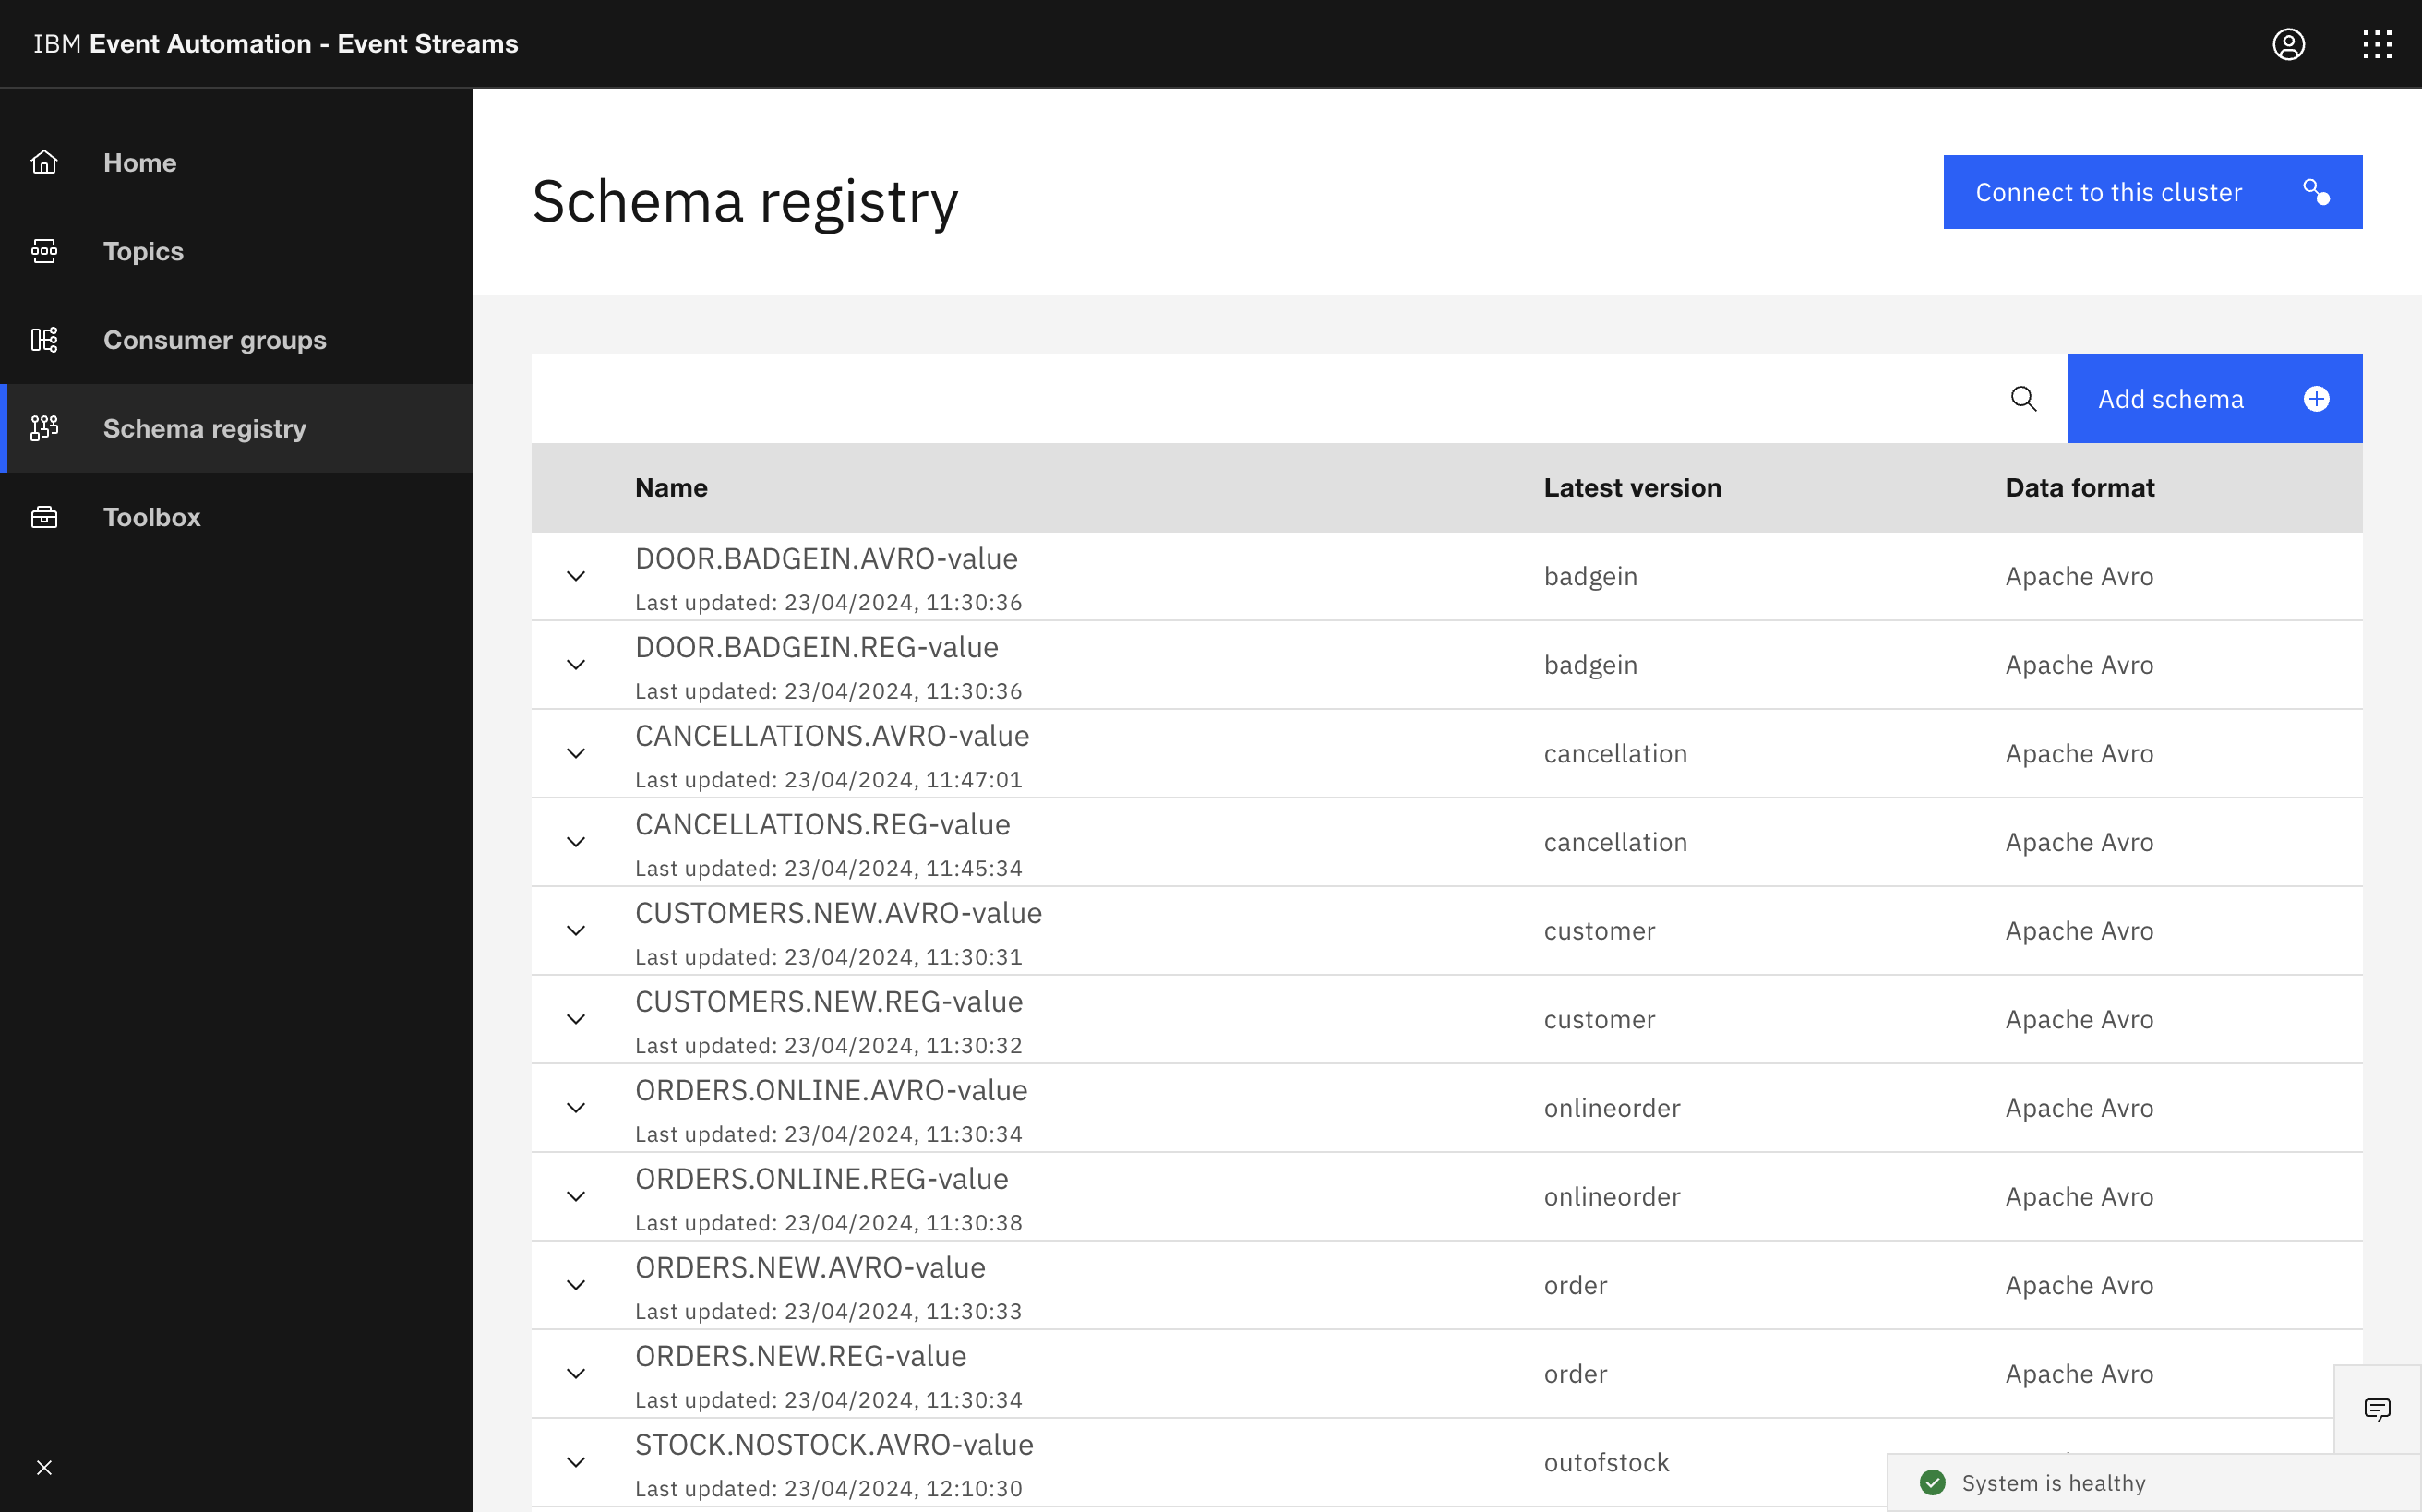 IBM Event Automation - Event Streams
Home
Topics
Consumer groups
Schema registry
Toolbox
Schema registry
Connect to this cluster
Add schema
Name Latest version Data format
DOOR.BADGEIN.AVRO-value
Last updated: 23/04/2024, 11:30:36
badgein Apache Avro
DOOR.BADGEIN.REG-value
Last updated: 23/04/2024, 11:30:36
badgein Apache Avro
CANCELLATIONS.AVRO-value
Last updated: 23/04/2024, 11:47:01
cancellation Apache Avro
CANCELLATIONS.REG-value
Last updated: 23/04/2024, 11:45:34
cancellation Apache Avro
CUSTOMERS.NEW.AVRO-value
Last updated: 23/04/2024, 11:30:31
customer Apache Avro
CUSTOMERS.NEW.REG-value
Last updated: 23/04/2024, 11:30:32
customer Apache Avro
ORDERS.ONLINE.AVRO-value
Last updated: 23/04/2024, 11:30:34
onlineorder Apache Avro
ORDERS.ONLINE.REG-value
Last updated: 23/04/2024, 11:30:38
onlineorder Apache Avro
ORDERS.NEW.AVRO-value
Last updated: 23/04/2024, 11:30:33
order Apache Avro
ORDERS.NEW.REG-value
Last updated: 23/04/2024, 11:30:34
order Apache Avro
STOCK.NOSTOCK.AVRO-value
Last updated: 23/04/2024, 12:10:30
outofstock
System is healthy